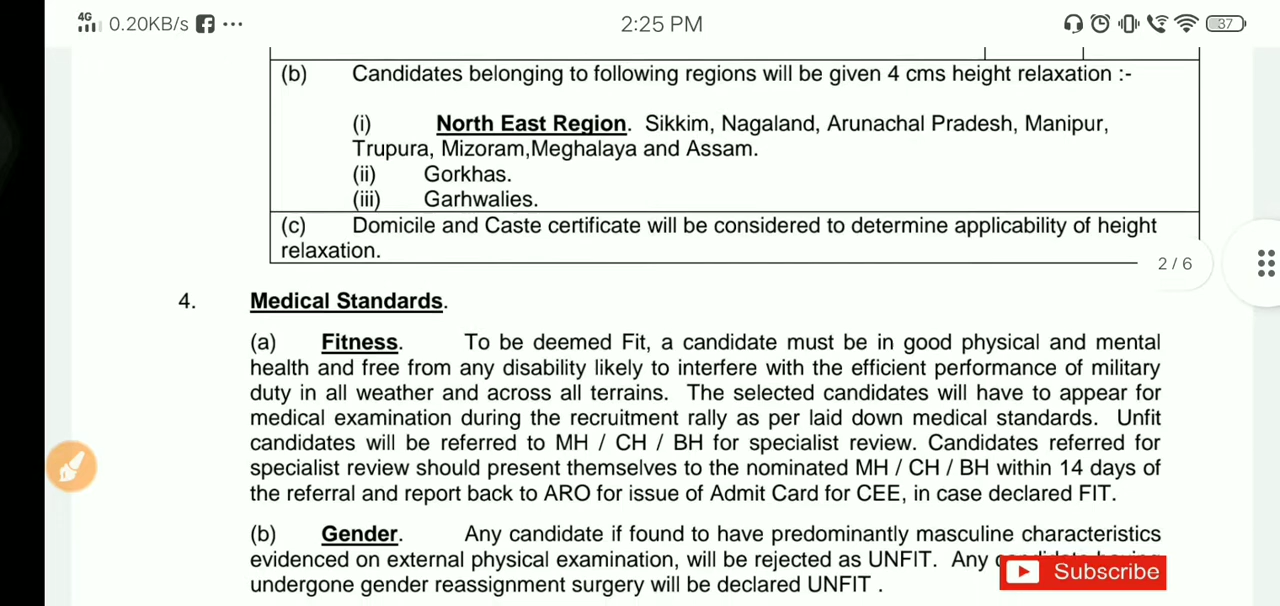 4G 0.20KB/s f ... 2:25 PM 37
(b) Candidates belonging to following regions will be given 4 cms height relaxation :-
(i) North East Region. Sikkim, Nagaland, Arunachal Pradesh, Manipur,
Trupura, Mizoram,Meghalaya and Assam.
(ii) Gorkhas.
(iii) Garhwalies.
(c) Domicile and Caste certificate will be considered to determine applicability of height
relaxation.
2 / 6
4. Medical Standards.
(a) Fitness. To be deemed Fit, a candidate must be in good physical and mental
health and free from any disability likely to interfere with the efficient performance of military
duty in all weather and across all terrains. The selected candidates will have to appear for
medical examination during the recruitment rally as per laid down medical standards. Unfit
candidates will be referred to MH / CH / BH for specialist review. Candidates referred for
specialist review should present themselves to the nominated MH / CH / BH within 14 days of
the referral and report back to ARO for issue of Admit Card for CEE, in case declared FIT.
(b) Gender. Any candidate if found to have predominantly masculine characteristics
evidenced on external physical examination, will be rejected as UNFIT. Any
undergone gender reassignment surgery will be declared UNFIT .
Subscribe